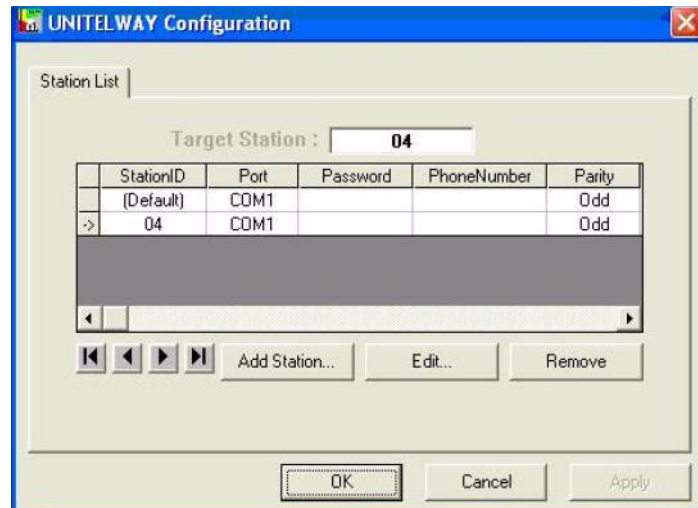 UNITELWAY Configuration
Station List
Target Station : 04
StationID Port Password PhoneNumber Parity
(Default) COM1 Odd
-> 04 COM1 Odd
Add Station... Edit... Remove
OK Cancel Apply